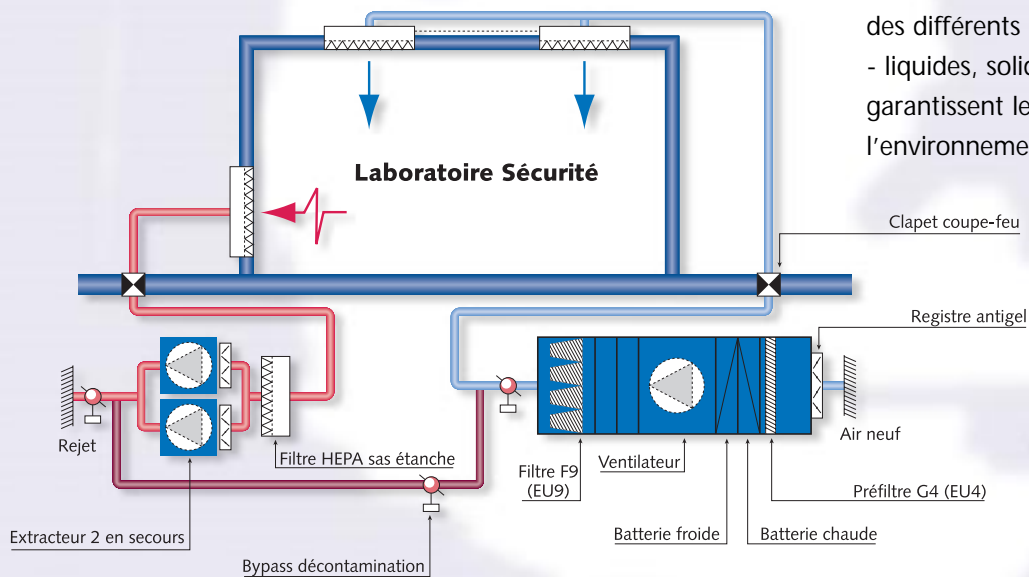 des différents
- liquides, solid
garantissent le
l'environneme
Laboratoire Sécurité
Clapet coupe-feu
Registre antigel
Rejet
Filtre HEPA sas étanche
Filtre F9
(EU9)
Ventilateur
Air neuf
Préfiltre G4 (EU4)
Extracteur 2 en secours
Batterie froide
Batterie chaude
Bypass décontamination